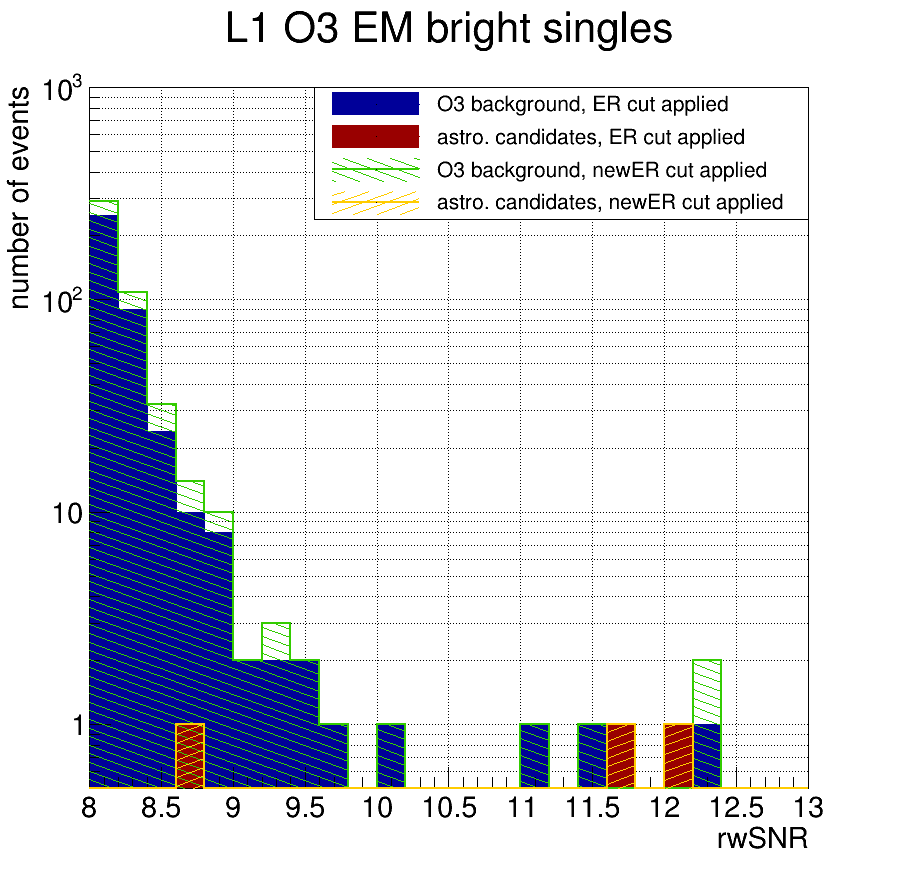 L1 O3 EM bright singles
number of events
10³
10²
10
1
O3 background, ER cut applied
astro. candidates, ER cut applied
O3 background, newER cut applied
astro. candidates, newER cut applied
8 8.5 9 9.5 10 10.5 11 11.5 12 12.5 13
rwSNR